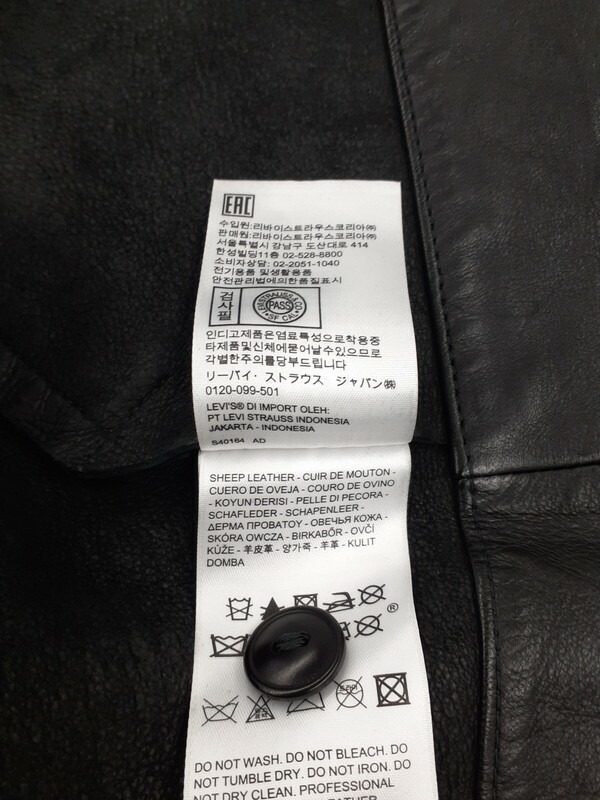 EAC
수입원:리바이스트라우스코리아㈜
판매원:리바이스트라우스코리아㈜
서울특별시 강남구 도산대로 414
한성빌딩11층 02-528-8800
소비자상담: 02-2051-1040
전기용품 및생활용품
안전관리법에의한품질표시
검사필
LEVI STRAUSS & CO
PASS
SF CAL
인디고제품은염료특성으로착용중
타제품및신체에묻어날수있으므로
각별한주의를당부드립니다
リーバイ・ストラウス ジャパン㈱
0120-099-501
LEVI'S® DI IMPORT OLEH:
PT LEVI STRAUSS INDONESIA
JAKARTA - INDONESIA
S40164 AD
SHEEP LEATHER - CUIR DE MOUTON -
CUERO DE OVEJA - COURO DE OVINO
- KOYUN DERISI - PELLE DI PECORA -
SCHAFLEDER - SCHAPENLEER -
ΔΕΡΜΑ ΠΡΟΒΑΤΟΥ - ОВЕЧЬЯ КОЖА -
SKÓRA OWCZA - BIRKABŐR - OVČÍ
KŮŽE - 羊皮革 - 양가죽 - 羊革 - KULIT
DOMBA
®
드라이
DO NOT WASH. DO NOT BLEACH. DO
NOT TUMBLE DRY. DO NOT IRON. DO
NOT DRY CLEAN. PROFESSIONAL